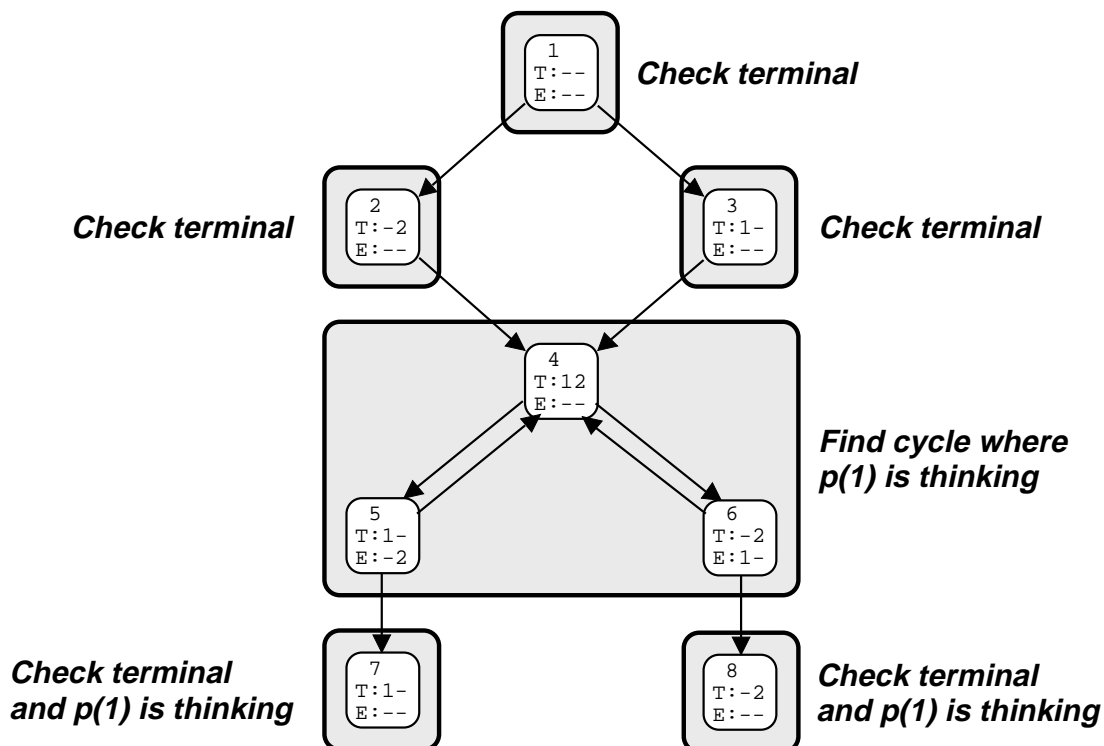 1
T:--
E:--
Check terminal
Check terminal
2
T:-2
E:--
3
T:1-
E:--
Check terminal
4
T:12
E:--
Find cycle where
p(1) is thinking
5
T:1-
E:-2
6
T:-2
E:1-
Check terminal
and p(1) is thinking
7
T:1-
E:--
8
T:-2
E:--
Check terminal
and p(1) is thinking